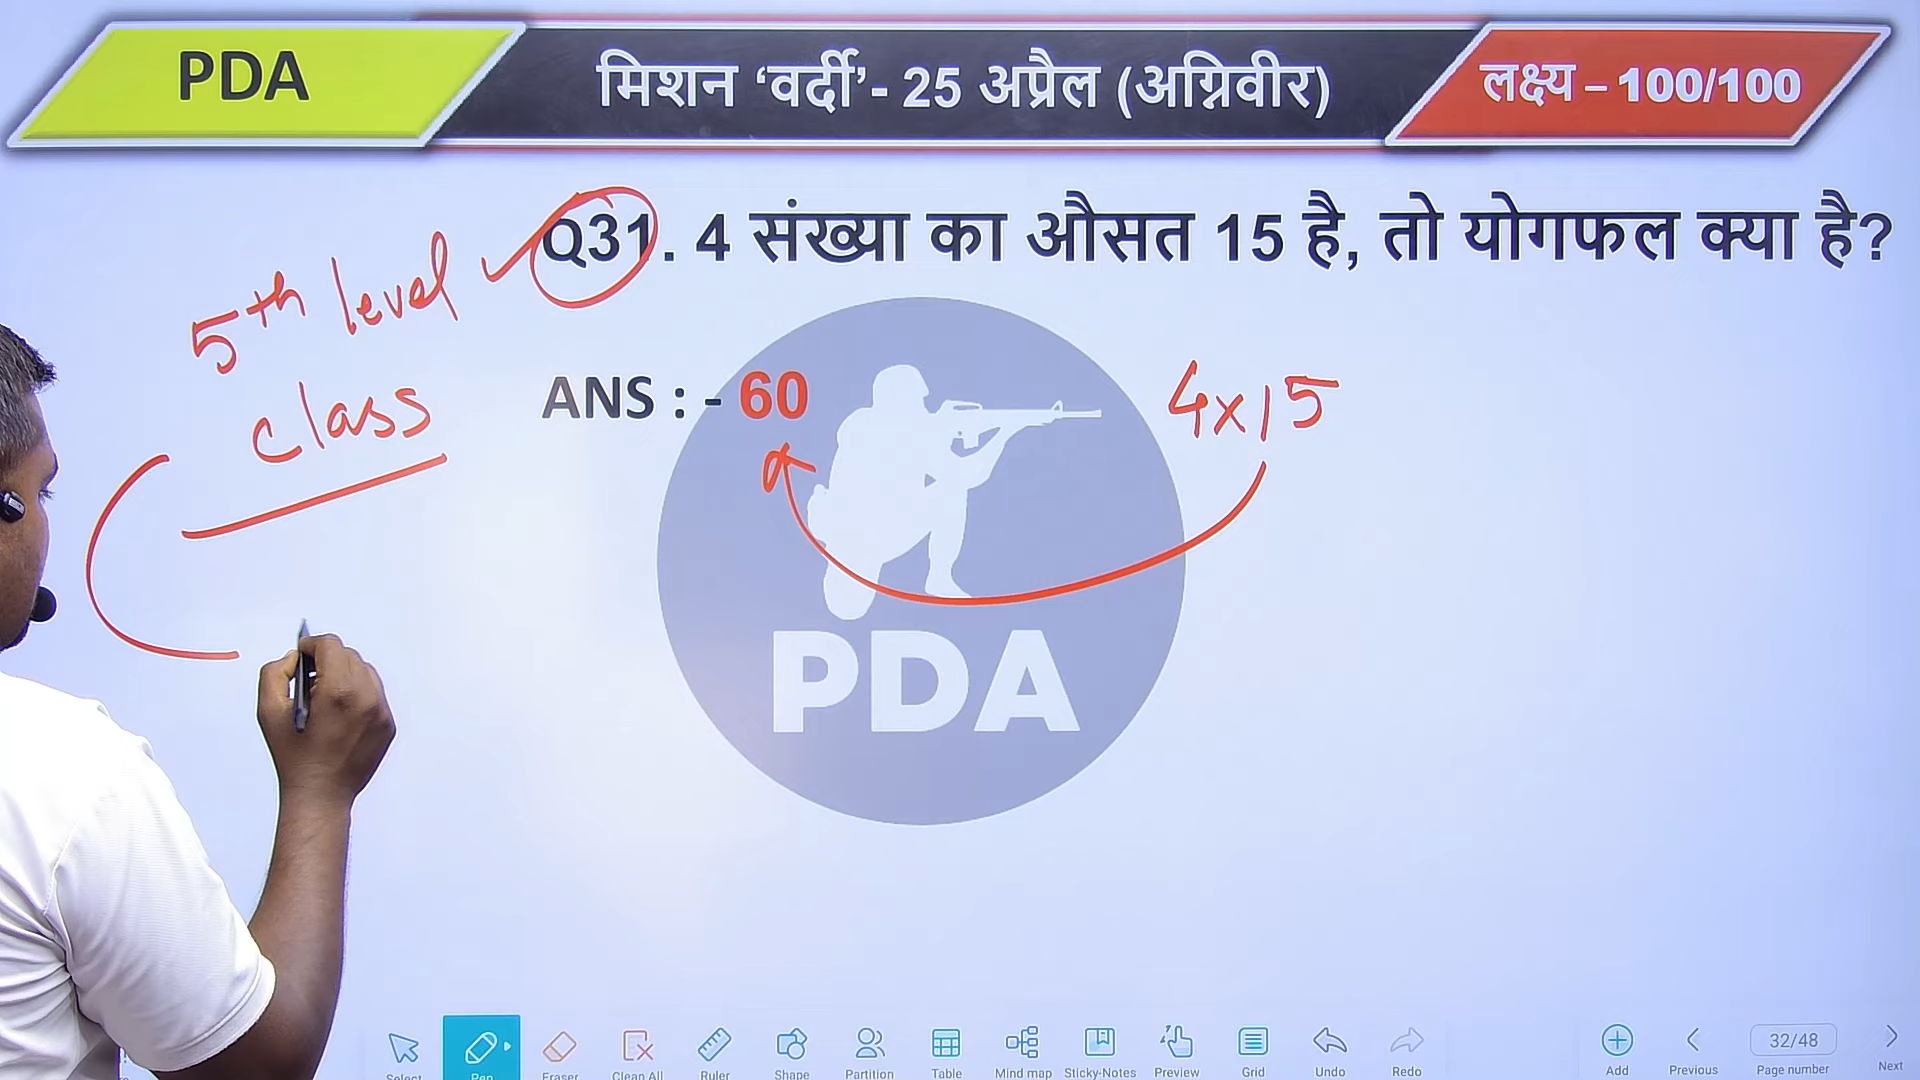 PDA
मिशन ‘वर्दी’- 25 अप्रैल (अग्निवीर)
लक्ष्य – 100/100
Q31. 4 संख्या का औसत 15 है, तो योगफल क्या है?
5th level
class
ANS : - 60
4x15
PDA
Select
Pen
Eraser
Clean All
Ruler
Shape
Partition
Table
Mind map
Sticky-Notes
Preview
Grid
Undo
Redo
Add
Previous
32/48
Page number
Next